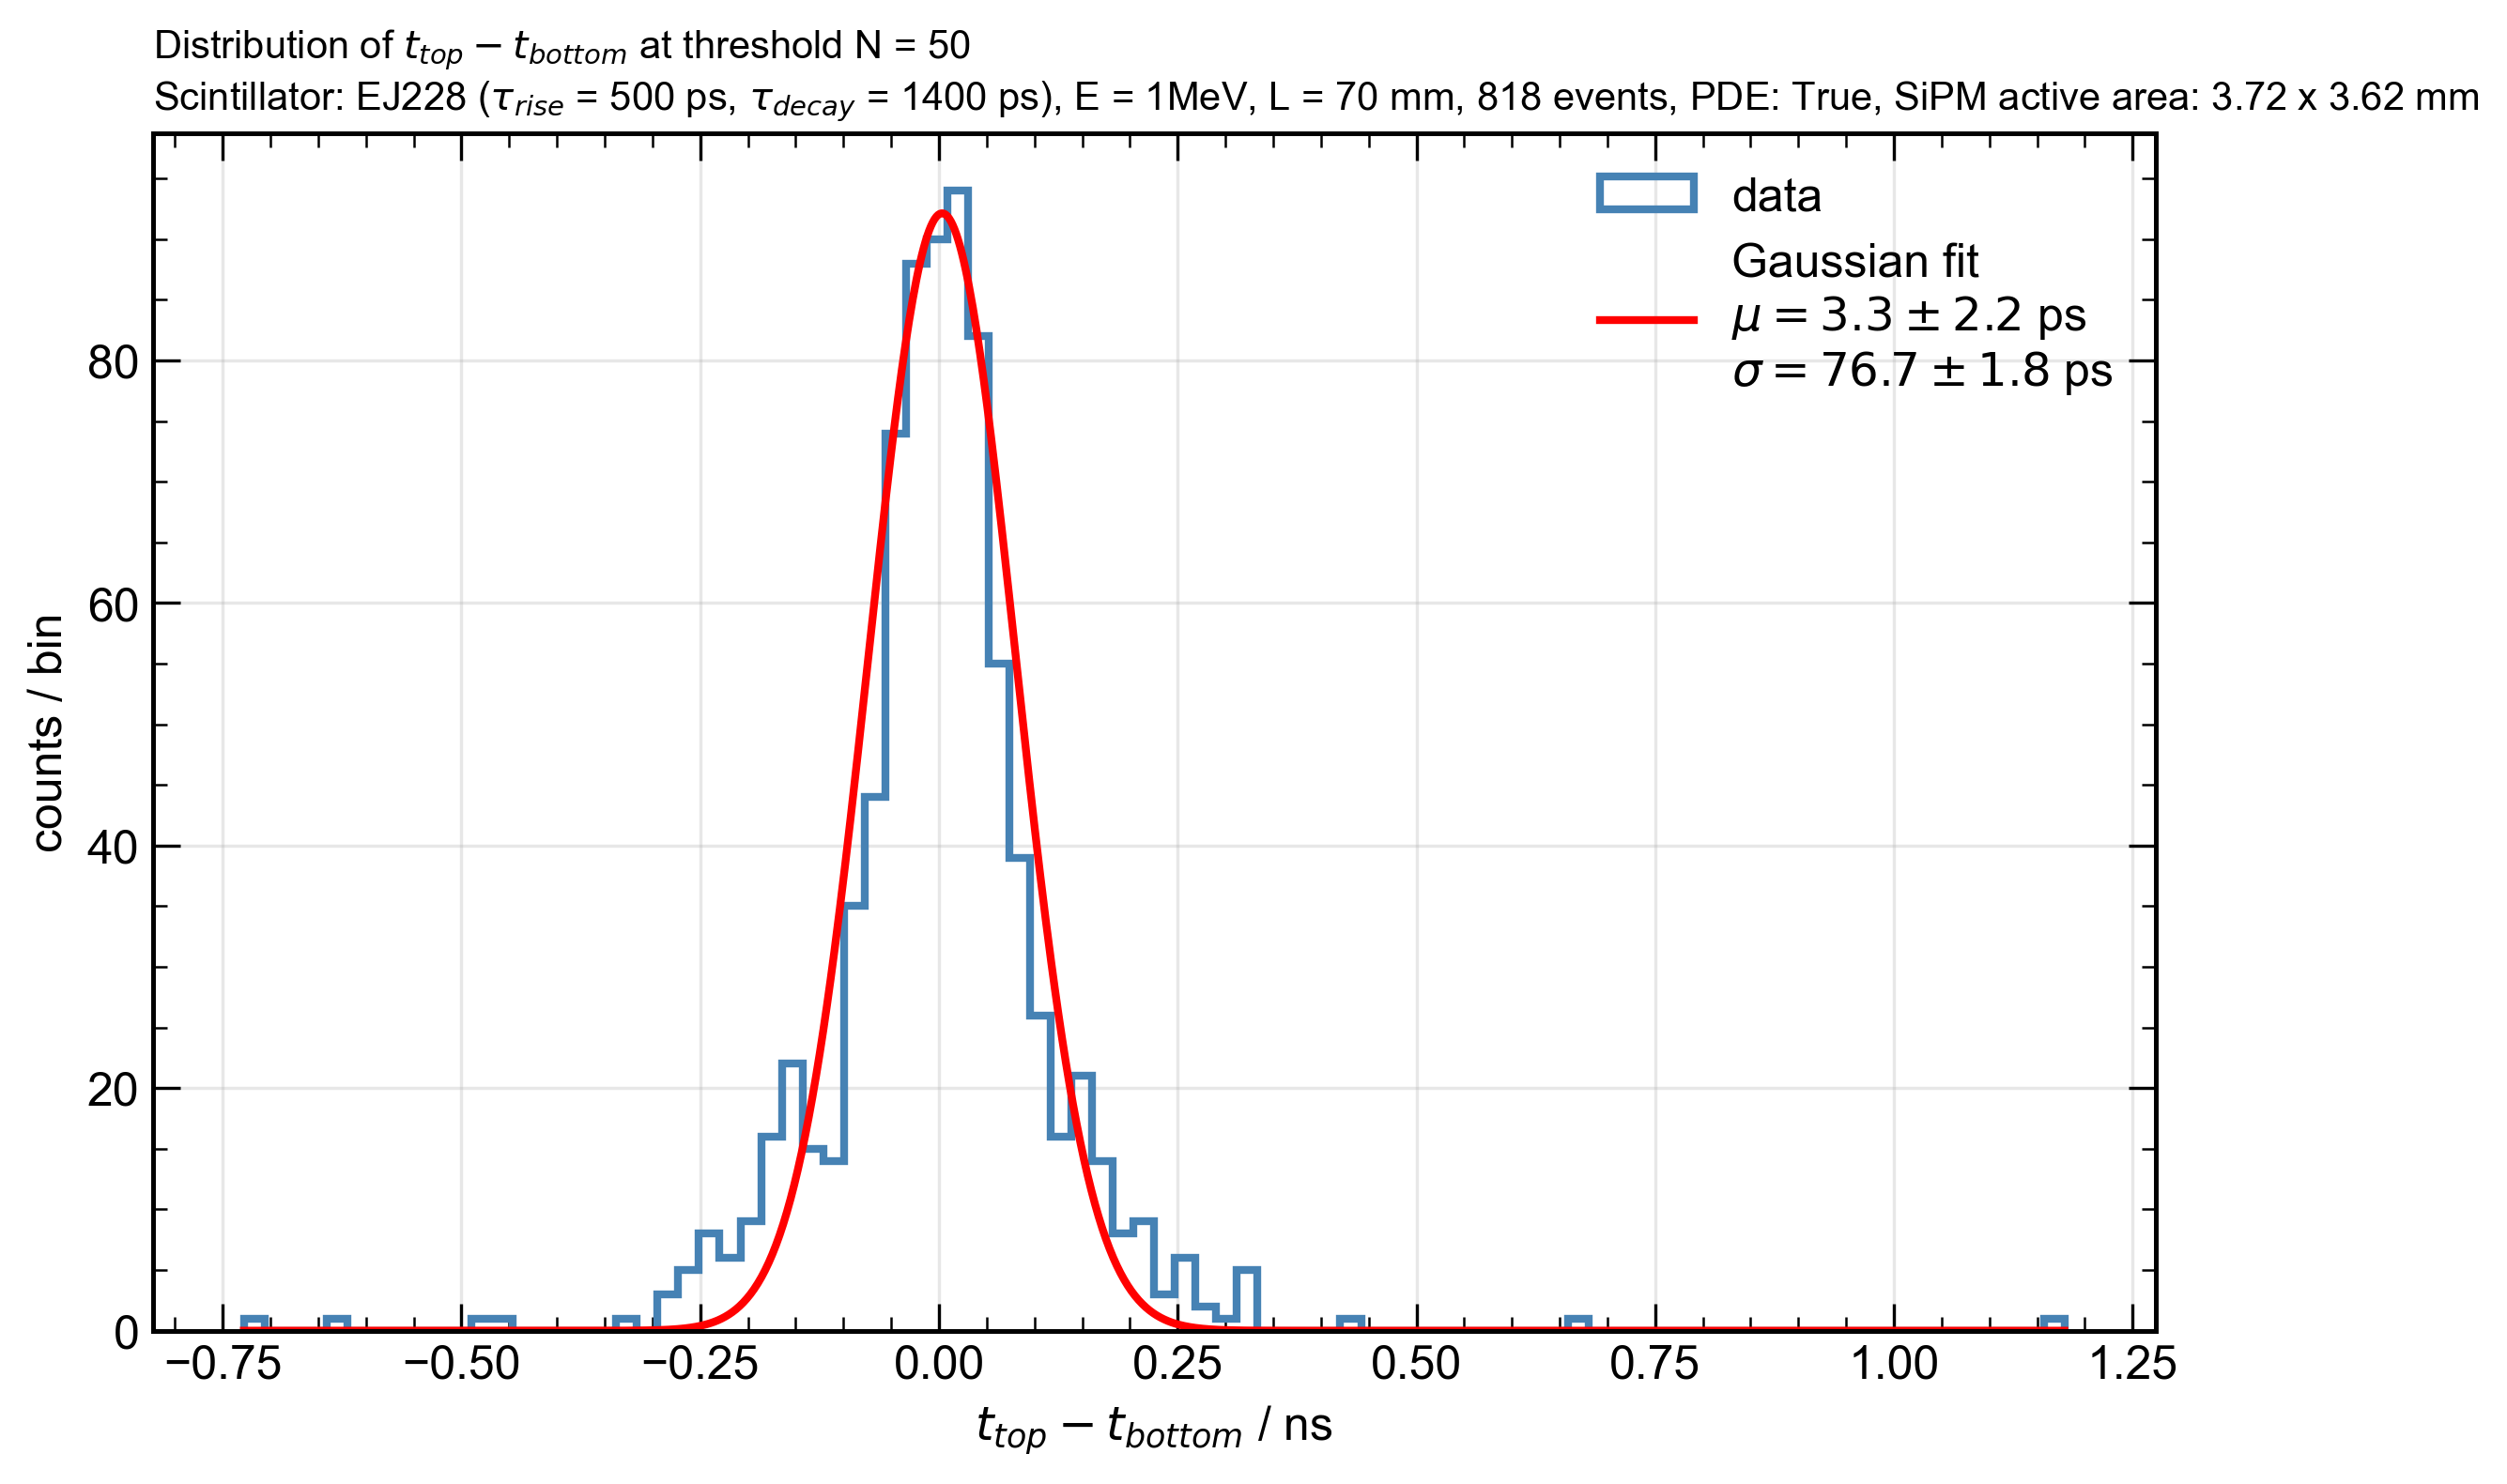 Distribution of t_top − t_bottom at threshold N = 50
Scintillator: EJ228 (τ_rise = 500 ps, τ_decay = 1400 ps), E = 1MeV, L = 70 mm, 818 events, PDE: True, SiPM active area: 3.72 x 3.62 mm
data
Gaussian fit
μ = 3.3 ± 2.2 ps
σ = 76.7 ± 1.8 ps
counts / bin
80
60
40
20
0
−0.75 −0.50 −0.25 0.00 0.25 0.50 0.75 1.00 1.25
t_top − t_bottom / ns